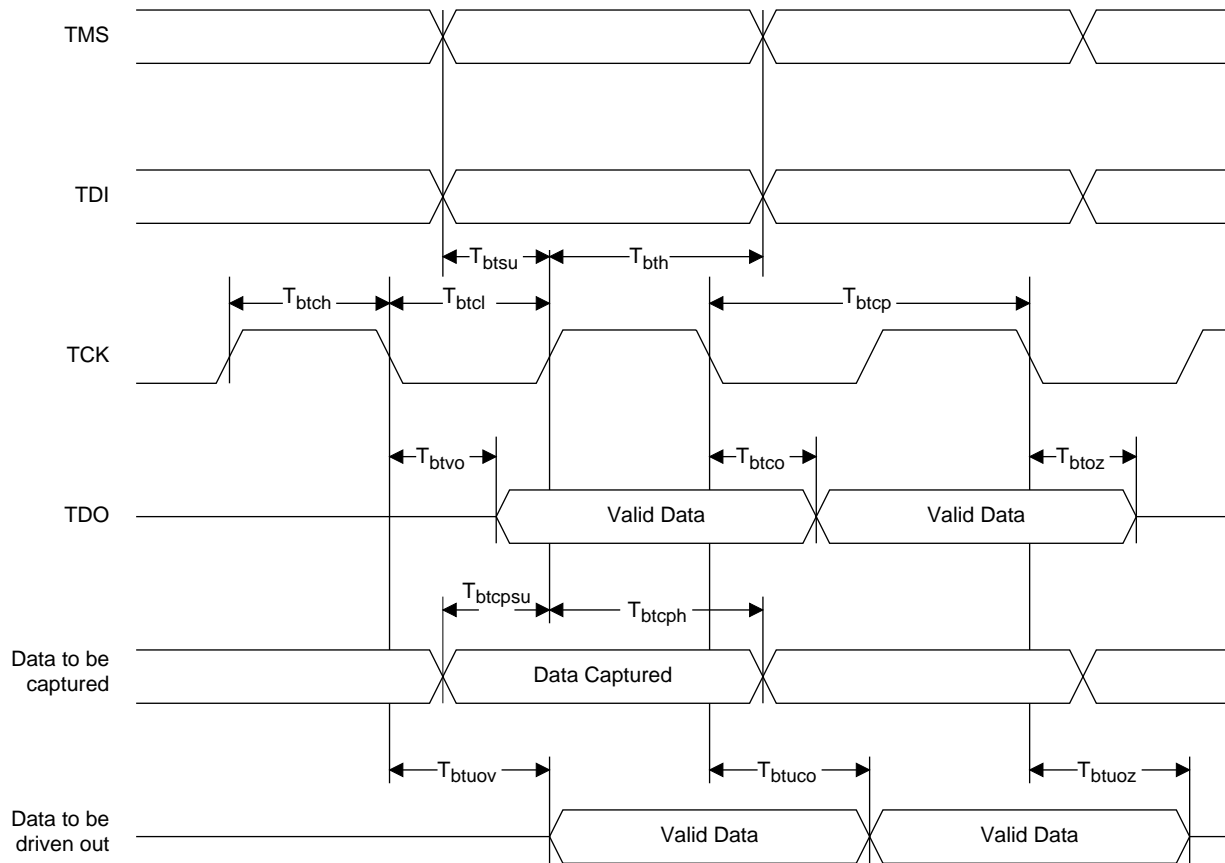 TMS
TDI
Tbtsu
Tbth
Tbtch
Tbtcl
Tbtcp
TCK
Tbtvo
Tbtco
Tbtoz
TDO
Valid Data
Valid Data
Tbtcpsu
Tbtcph
Data to be
captured
Data Captured
Tbtuov
Tbtuco
Tbtuoz
Data to be
driven out
Valid Data
Valid Data